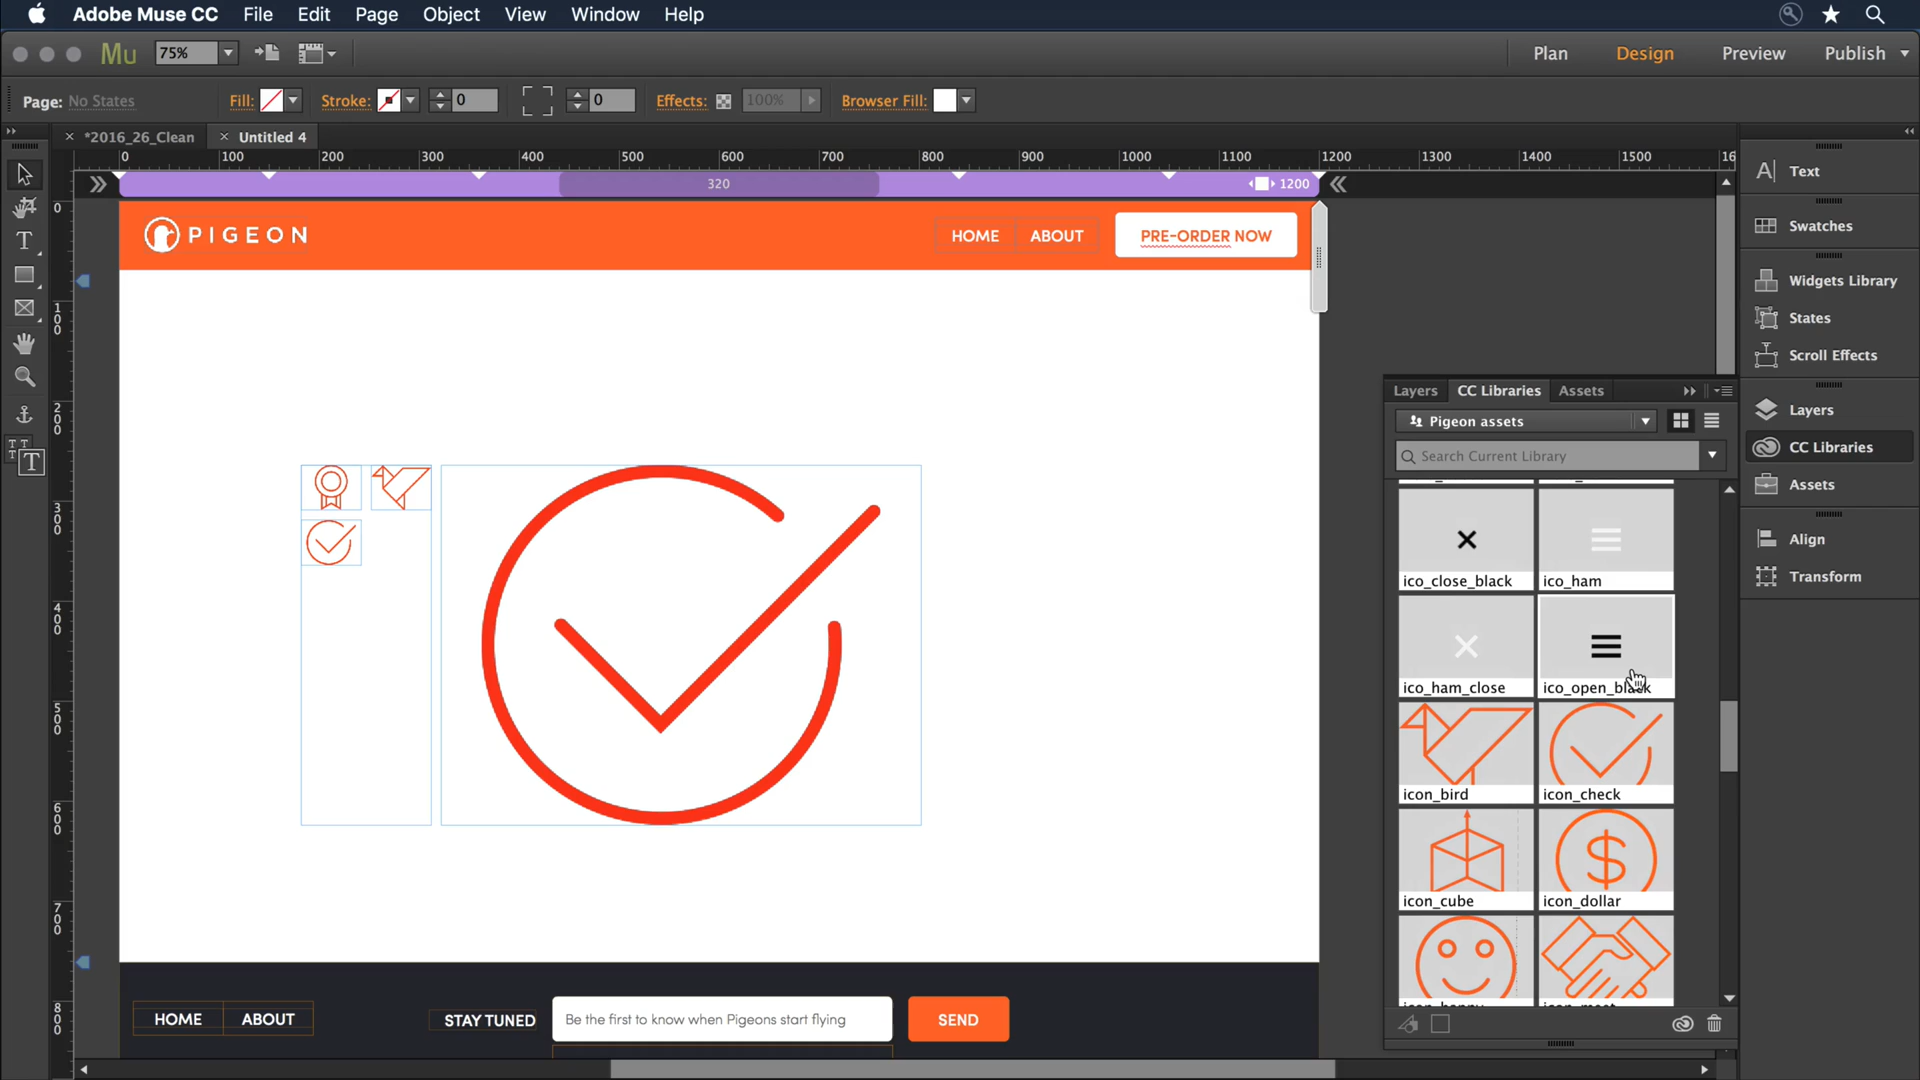 Adobe Muse CC File Edit Page Object View Window Help
Mu 75% Plan Design Preview Publish
Page: No States Fill: Stroke: 0 0 Effects: 100% Browser Fill:
*2016_26_Clean Untitled 4
0 100 200 300 400 500 600 700 800 900 1000 1100 1200 1300 1400 1500 16
320 1200
PIGEON HOME ABOUT PRE-ORDER NOW
0
100
200
300
400
500
600
700
800
Text
Swatches
Widgets Library
States
Scroll Effects
Layers
CC Libraries
Assets
Align
Transform
Layers CC Libraries Assets
Pigeon assets
Search Current Library
ico_close_black ico_ham
ico_ham_close ico_open_black
icon_bird icon_check
icon_cube icon_dollar
HOME ABOUT STAY TUNED Be the first to know when Pigeons start flying SEND